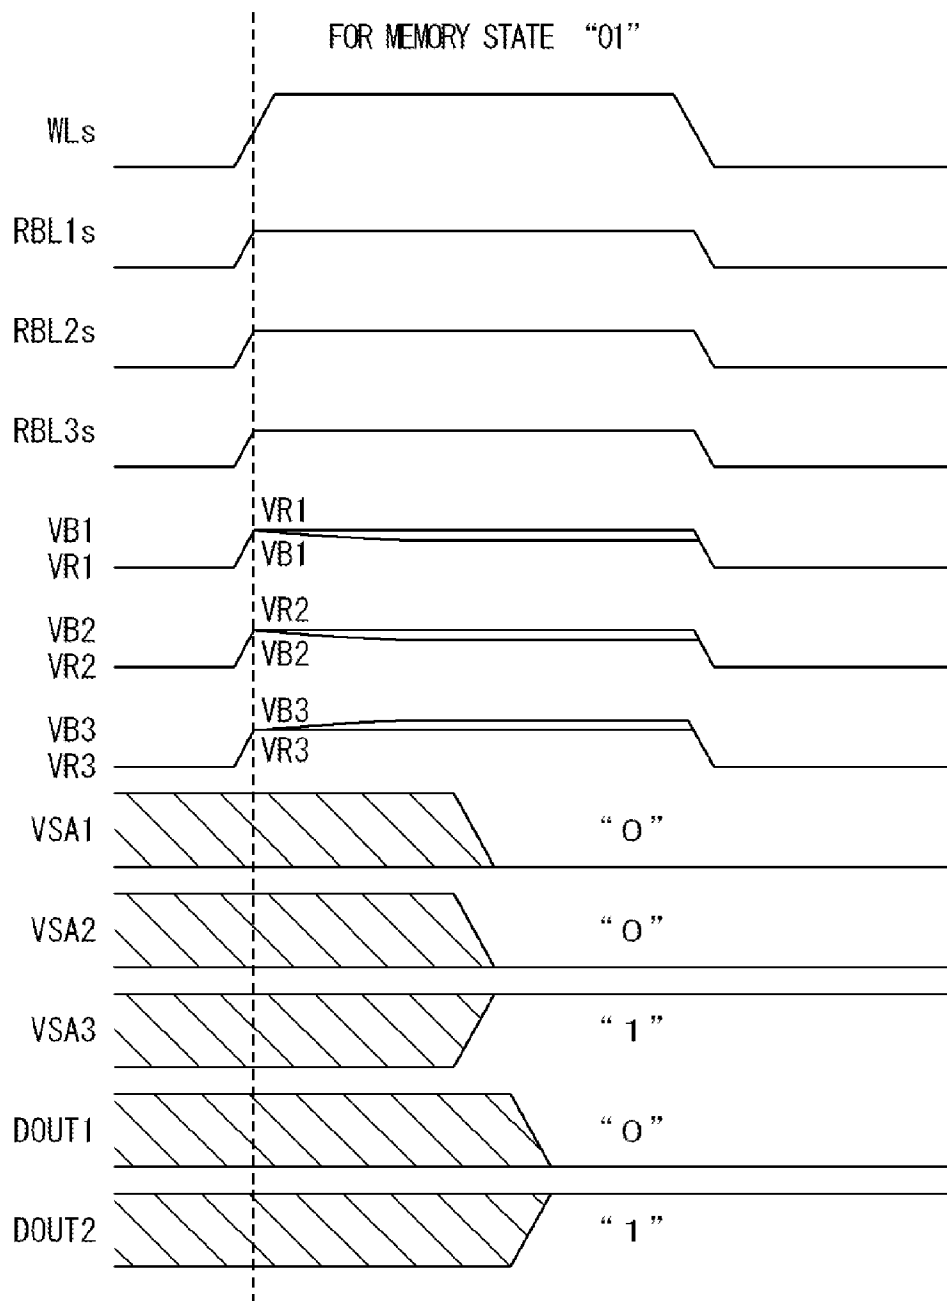 FOR MEMORY STATE “01”
WLs
RBL1s
RBL2s
RBL3s
VR1
VB1
VB1
VR1
VR2
VB2
VB2
VR2
VB3
VB3
VR3
VR3
VSA1 “0”
VSA2 “0”
VSA3 “1”
DOUT1 “0”
DOUT2 “1”